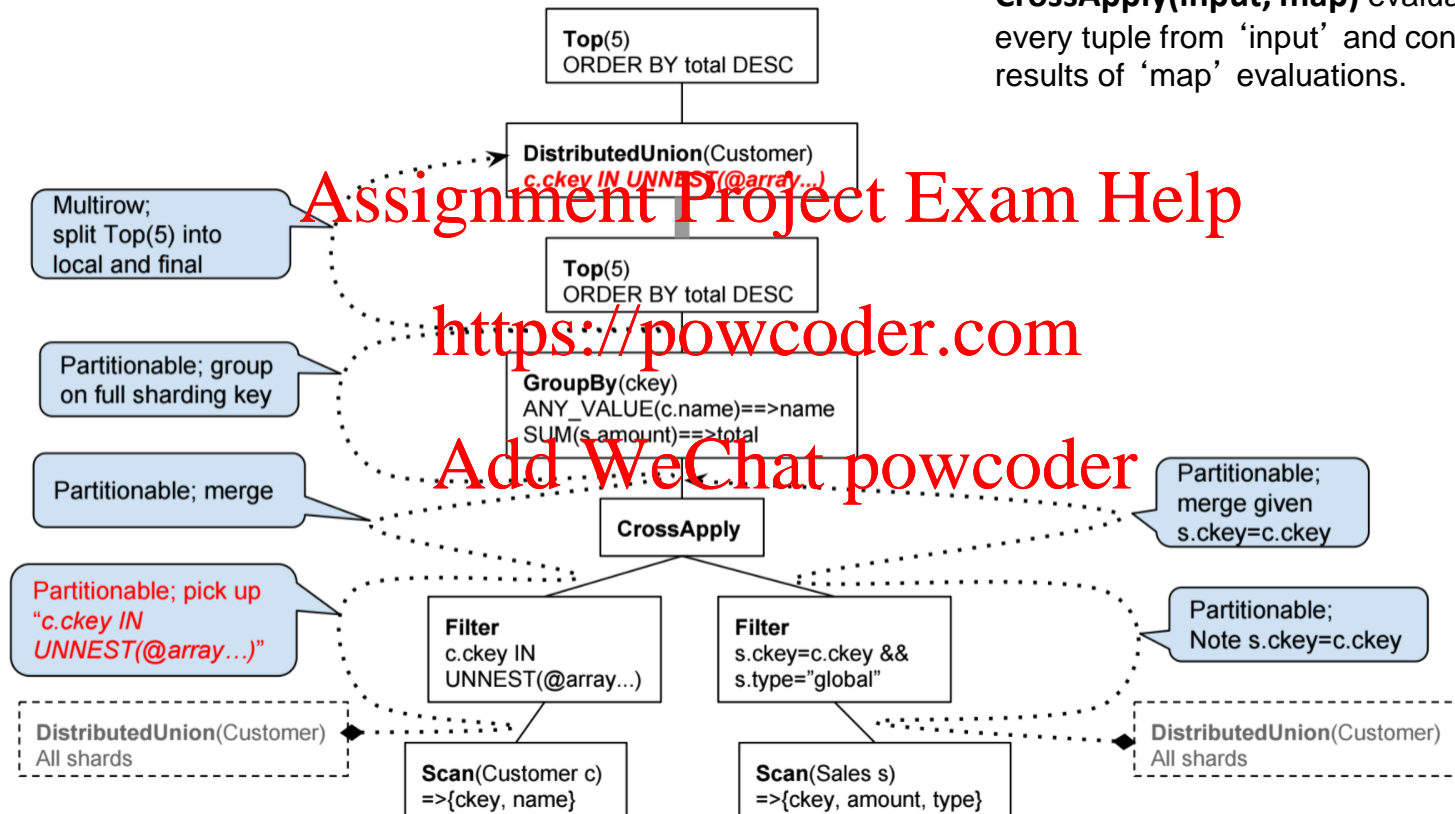 CrossApply(input, map)
every tuple from ‘input’ and
results of ‘map’ evaluations.
Top(5)
ORDER BY total DESC
DistributedUnion(Customer)
c.ckey IN UNNEST(@array...)
Assignment Project Exam Help
Multirow;
split Top(5) into
local and final
Top(5)
ORDER BY total DESC
https://powcoder.com
Partitionable; group
on full sharding key
GroupBy(ckey)
ANY_VALUE(c.name)==>name
SUM(s.amount)==>total
Add WeChat powcoder
Partitionable; merge
Partitionable;
merge given
s.ckey=c.ckey
CrossApply
Partitionable; pick up
“c.ckey IN
UNNEST(@array…)”
Filter
c.ckey IN
UNNEST(@array...)
Filter
s.ckey=c.ckey &&
s.type=”global”
Partitionable;
Note s.ckey=c.ckey
DistributedUnion(Customer)
All shards
DistributedUnion(Customer)
All shards
Scan(Customer c)
=>{ckey, name}
Scan(Sales s)
=>{ckey, amount, type}